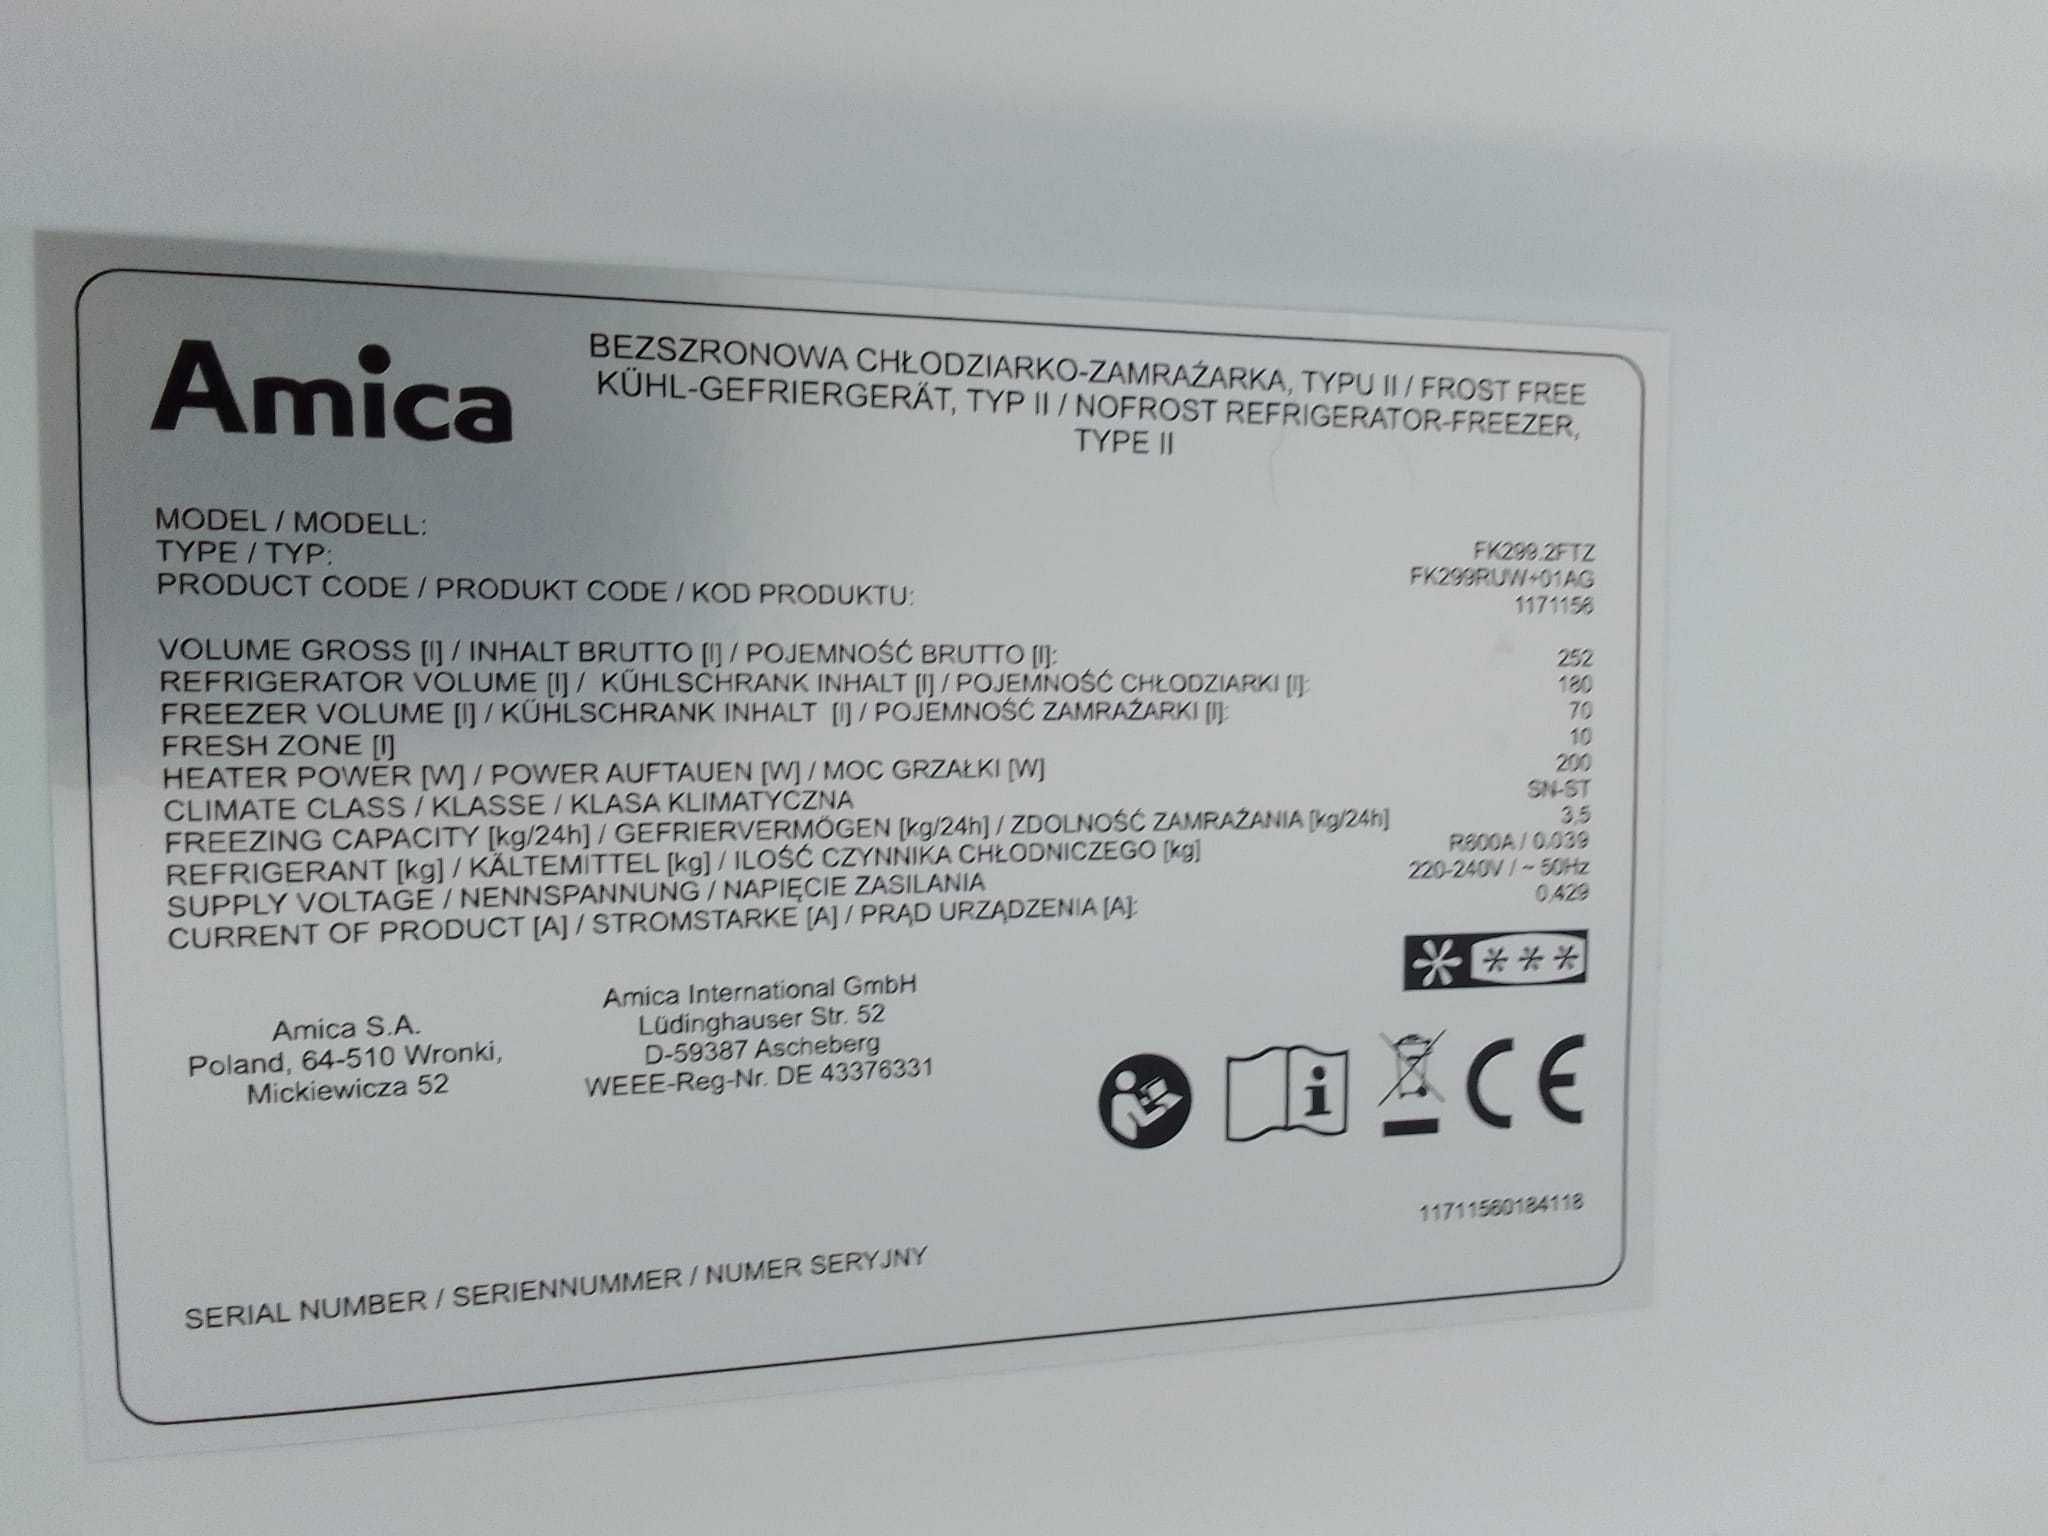 Amica
BEZSZRONOWA CHŁODZIARKO-ZAMRAŻARKA, TYPU II / FROST FREE
KÜHL-GEFRIERGERÄT, TYP II / NOFROST REFRIGERATOR-FREEZER,
TYPE II
MODEL / MODELL: FK299.2FTZ
TYPE / TYP: FK299RUW+01AG
PRODUCT CODE / PRODUKT CODE / KOD PRODUKTU: 1171156
VOLUME GROSS [l] / INHALT BRUTTO [l] / POJEMNOŚĆ BRUTTO [l]: 252
REFRIGERATOR VOLUME [l] / KÜHLSCHRANK INHALT [l] / POJEMNOŚĆ CHŁODZIARKI [l]: 180
FREEZER VOLUME [l] / KÜHLSCHRANK INHALT [l] / POJEMNOŚĆ ZAMRAŻARKI [l]: 70
FRESH ZONE [l] 10
HEATER POWER [W] / POWER AUFTAUEN [W] / MOC GRZAŁKI [W] 200
CLIMATE CLASS / KLASSE / KLASA KLIMATYCZNA SN-ST
FREEZING CAPACITY [kg/24h] / GEFRIERVERMÖGEN [kg/24h] / ZDOLNOŚĆ ZAMRAŻANIA [kg/24h] 3,5
REFRIGERANT [kg] / KÄLTEMITTEL [kg] / ILOŚĆ CZYNNIKA CHŁODNICZEGO [kg] R600A / 0,039
SUPPLY VOLTAGE / NENNSPANNUNG / NAPIĘCIE ZASILANIA 220-240V / ~ 50Hz
CURRENT OF PRODUCT [A] / STROMSTARKE [A] / PRĄD URZĄDZENIA [A]: 0,429
Amica S.A.
Poland, 64-510 Wronki,
Mickiewicza 52
Amica International GmbH
Lüdinghauser Str. 52
D-59387 Ascheberg
WEEE-Reg-Nr. DE 43376331
CE
11711560184118
SERIAL NUMBER / SERIENNUMMER / NUMER SERYJNY